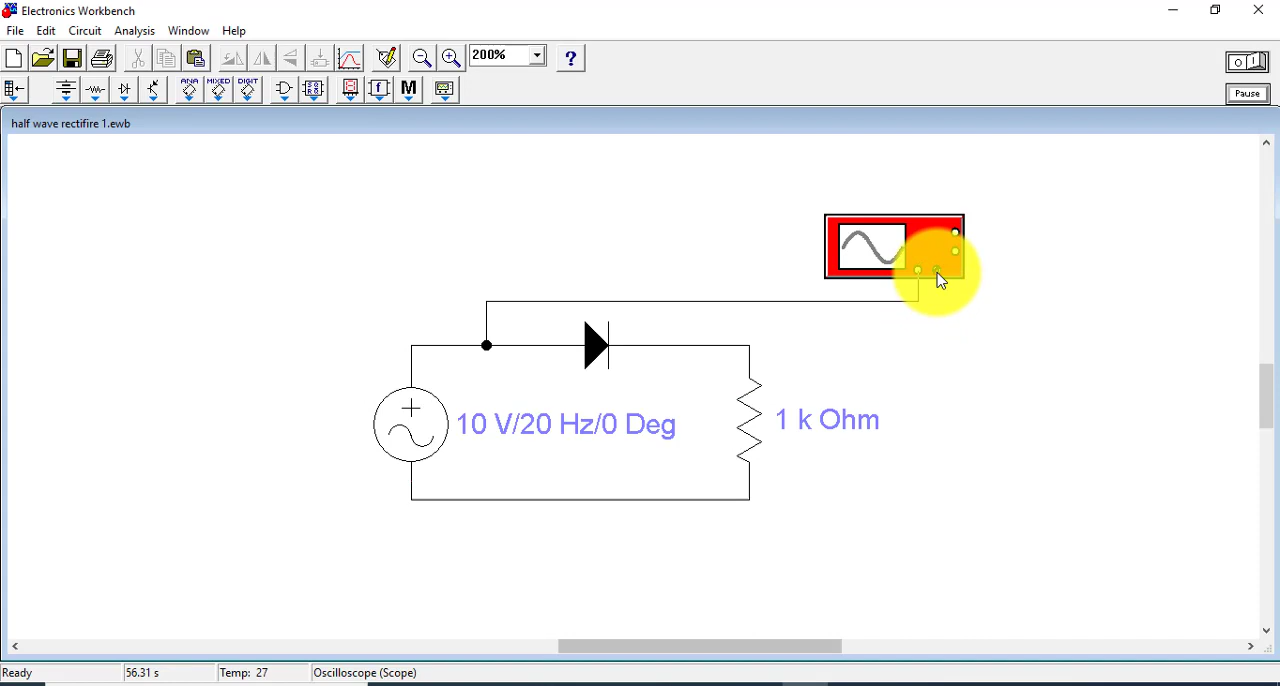 Electronics Workbench
File Edit Circuit Analysis Window Help
200%
?
O I
ANA MIXED DIGIT
f M
Pause
half wave rectifire 1.ewb
10 V/20 Hz/0 Deg
1 k Ohm
Ready 56.31 s Temp: 27 Oscilloscope (Scope)